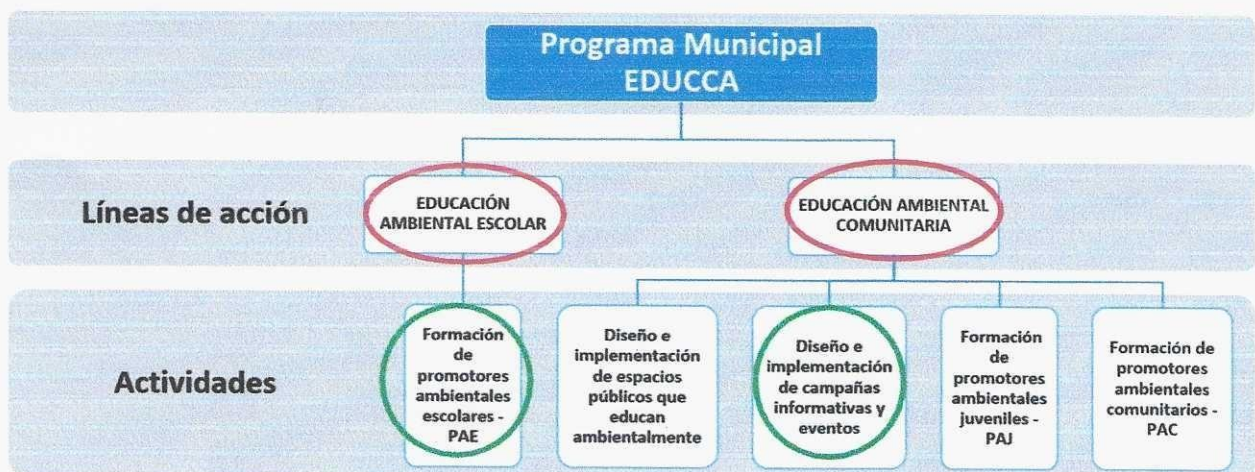 Programa Municipal
EDUCCA
Líneas de acción
EDUCACIÓN
AMBIENTAL ESCOLAR
EDUCACIÓN AMBIENTAL
COMUNITARIA
Actividades
Formación
de
promotores
ambientales
escolares -
PAE
Diseño e
implementación
de espacios
públicos que
educan
ambientalmente
Diseño e
implementación
de campañas
informativas y
eventos
Formación
de
promotores
ambientales
juveniles -
PAJ
Formación de
promotores
ambientales
comunitarios -
PAC